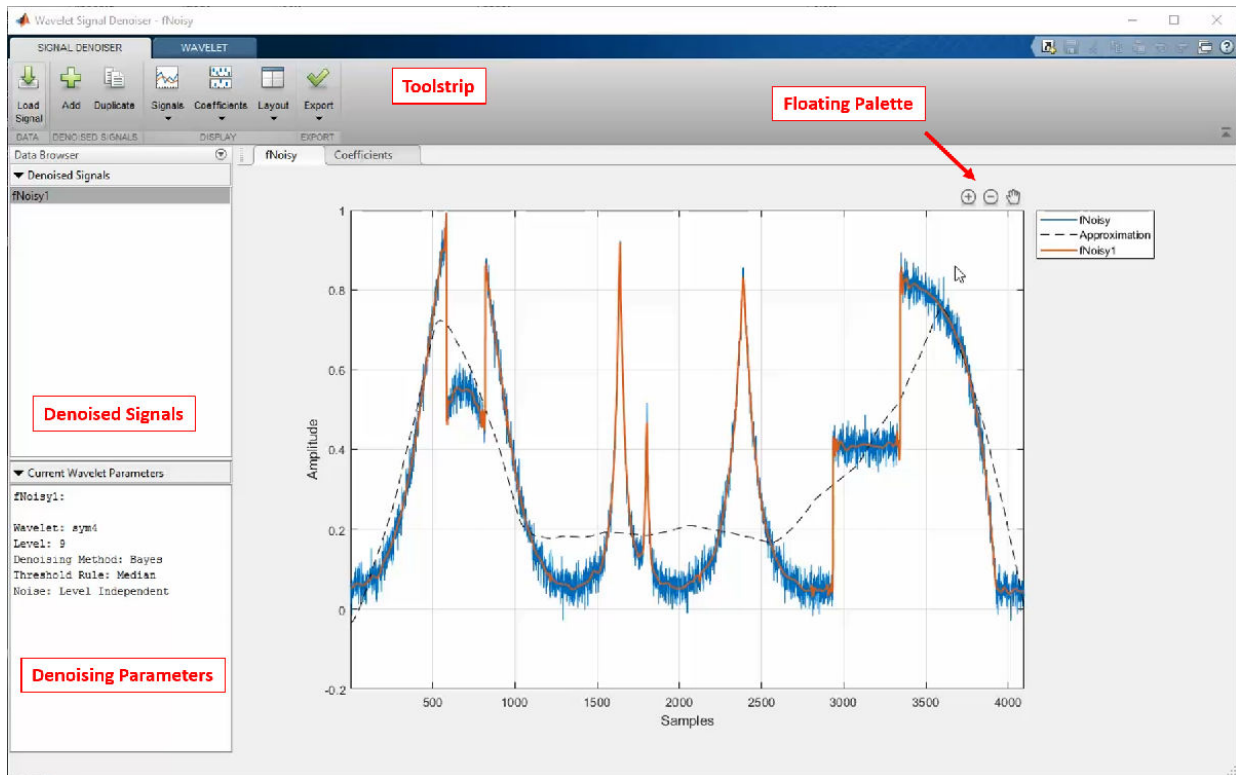 Wavelet Signal Denoiser - fNoisy
SIGNAL DENOISER WAVELET
Load Signal
Add
Duplicate
Signals
Coefficients
Layout
Export
DATA DENOISED SIGNALS DISPLAY EXPORT
Toolstrip
Floating Palette
Data Browser
Denoised Signals
fNoisy1
Denoised Signals
Current Wavelet Parameters
fNoisy1:
Wavelet: sym4
Level: 9
Denoising Method: Bayes
Threshold Rule: Median
Noise: Level Independent
Denoising Parameters
fNoisy Coefficients
fNoisy
Approximation
fNoisy1
Amplitude
1
0.8
0.6
0.4
0.2
0
-0.2
500 1000 1500 2000 2500 3000 3500 4000
Samples